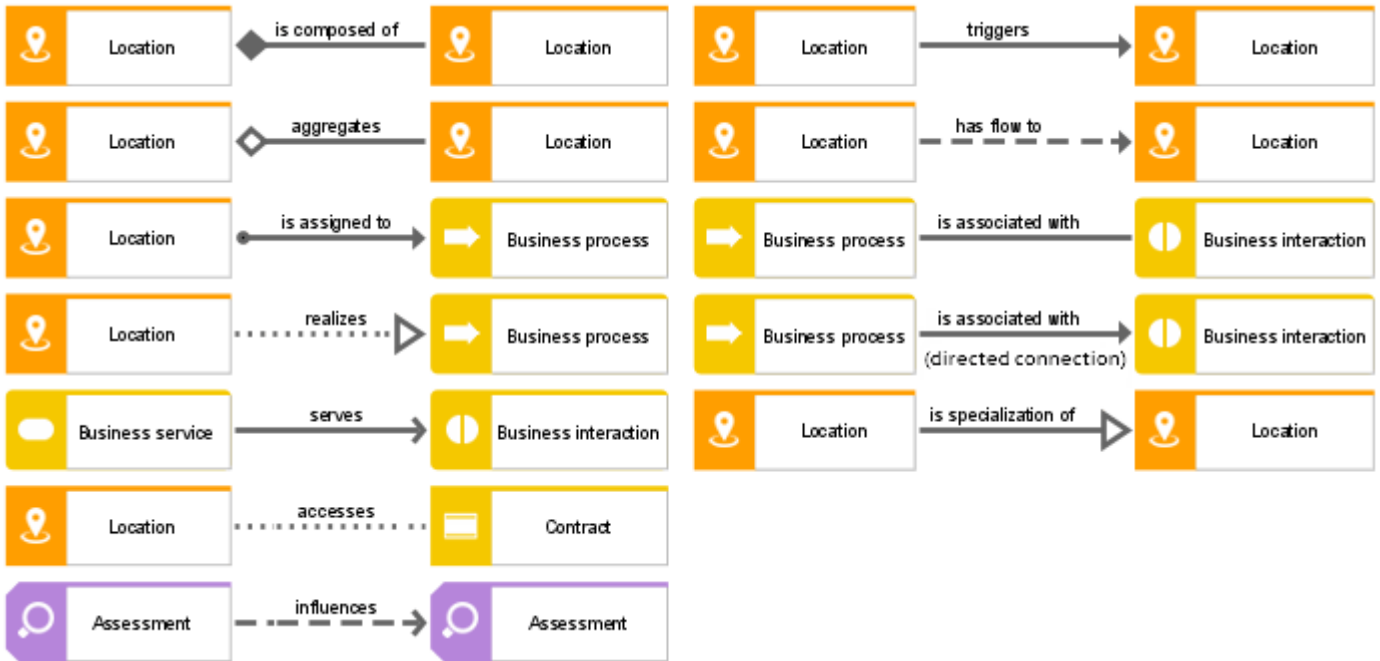 Location is composed of Location
Location triggers Location
Location aggregates Location
Location has flow to Location
Location is assigned to Business process
Business process is associated with Business interaction
Location realizes Business process
Business process is associated with (directed connection) Business interaction
Business service serves Business interaction
Location is specialization of Location
Location accesses Contract
Assessment influences Assessment